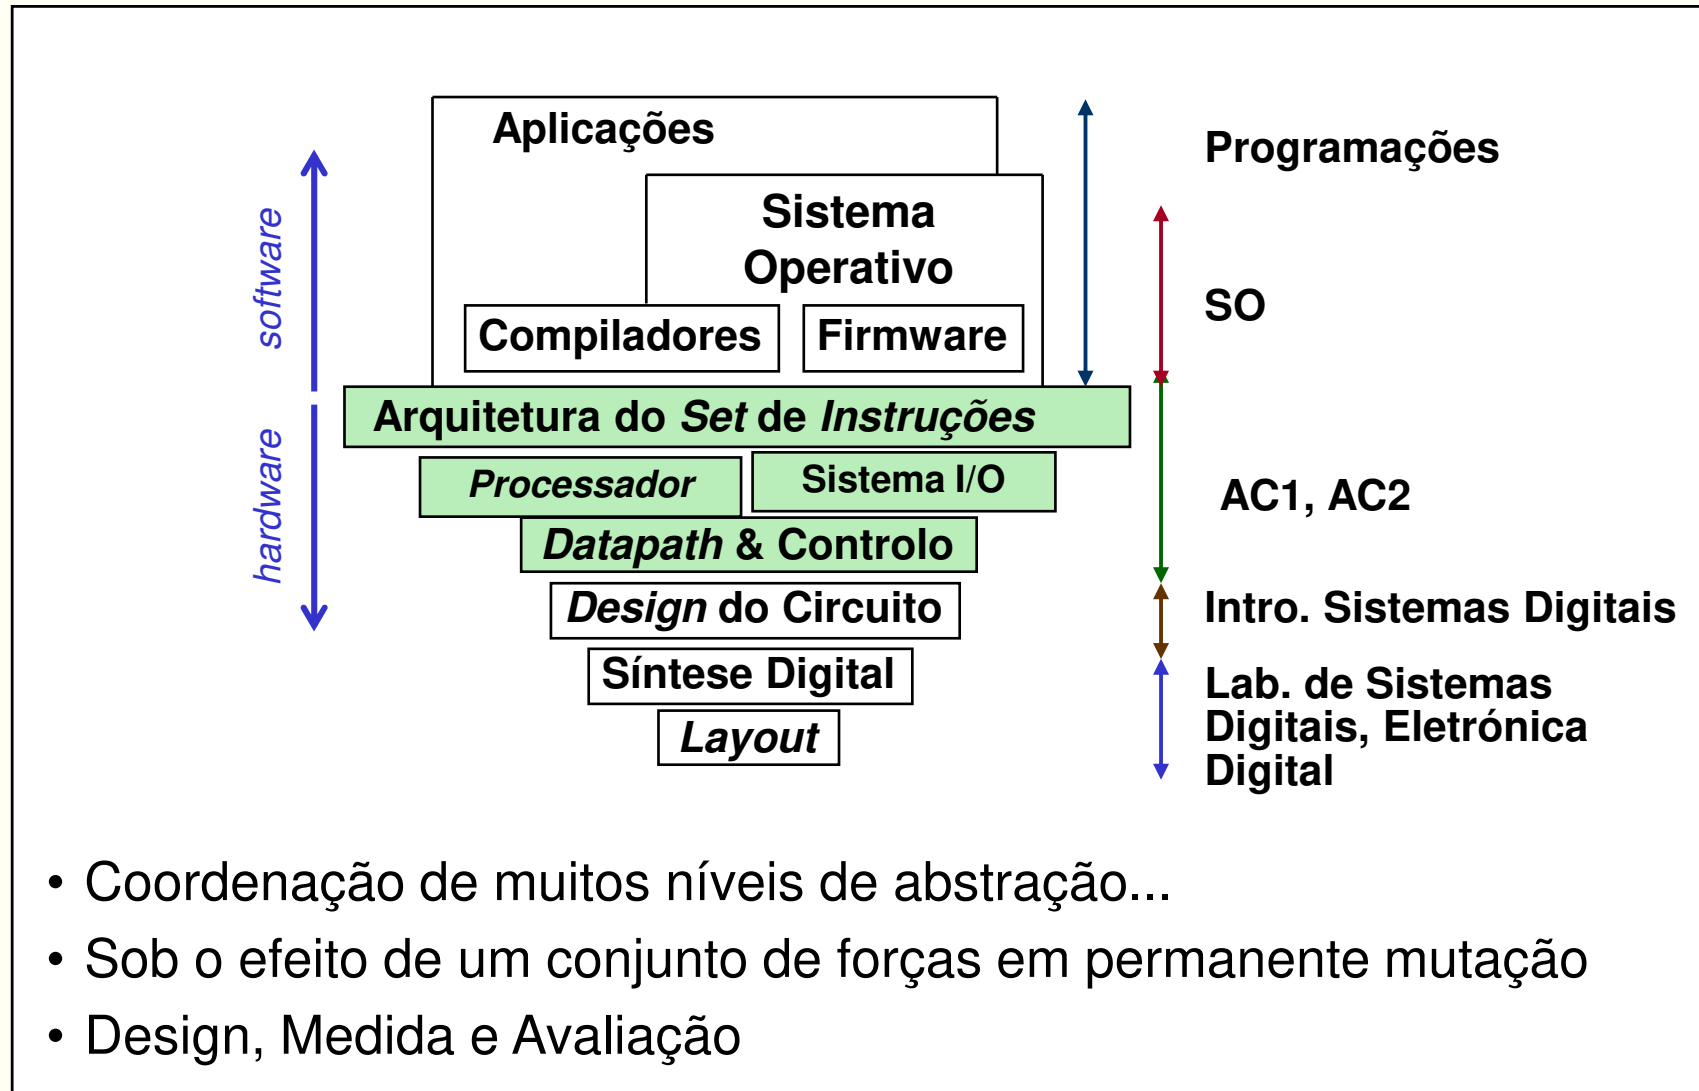 Aplicações
Sistema
Operativo
Compiladores
Firmware
Arquitetura do Set de Instruções
Processador
Sistema I/O
Datapath & Controlo
Design do Circuito
Síntese Digital
Layout
software
hardware
Programações
SO
AC1, AC2
Intro. Sistemas Digitais
Lab. de Sistemas
Digitais, Eletrónica
Digital
• Coordenação de muitos níveis de abstração...
• Sob o efeito de um conjunto de forças em permanente mutação
• Design, Medida e Avaliação